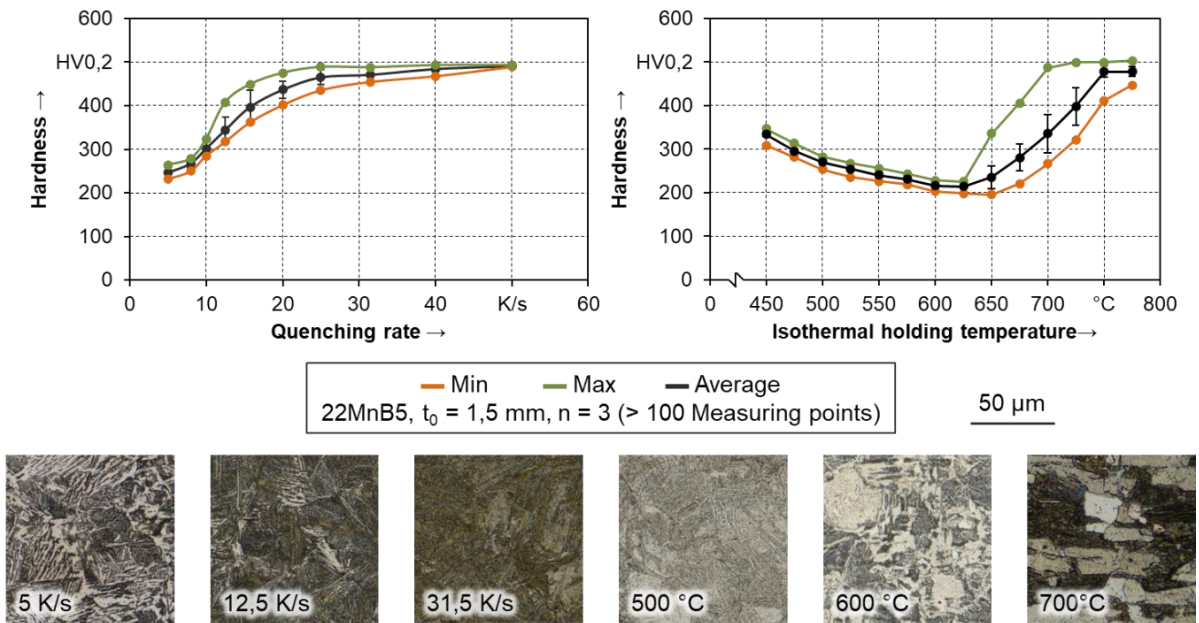 600
HV0,2
400
300
200
100
0
Hardness →
0 10 20 30 40 K/s 60
Quenching rate →
600
HV0,2
400
300
200
100
0
Hardness →
0 450 500 550 600 650 700 °C 800
Isothermal holding temperature→
Min Max Average
22MnB5, t₀ = 1,5 mm, n = 3 (> 100 Measuring points)
50 µm
5 K/s
12,5 K/s
31,5 K/s
500 °C
600 °C
700°C